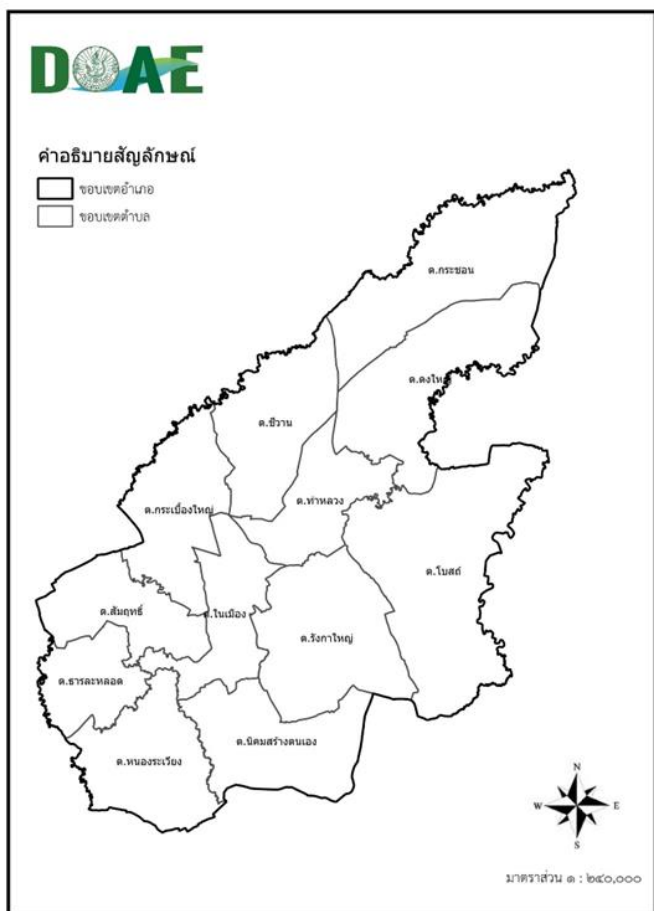 DOAE
คำอธิบายสัญลักษณ์
ขอบเขตอำเภอ
ขอบเขตตำบล
ต.กระชอน
ต.ดงใหญ่
ต.ชีวาน
ต.ท่าหลวง
ต.กระเบื้องใหญ่
ต.โบสถ์
ต.สัมฤทธิ์
ต.ในเมือง
ต.รังกาใหญ่
ต.ธารละหลอด
ต.นิคมสร้างตนเอง
ต.หนองระเวียง
N
W
E
S
มาตราส่วน ๑ : ๒๔๐,๐๐๐